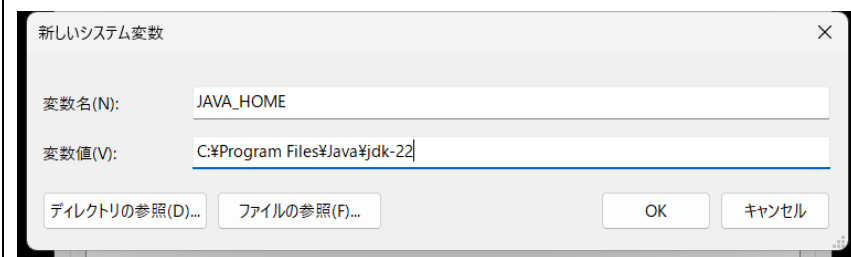 新しいシステム変数
変数名(N): JAVA_HOME
変数値(V): C:¥Program Files¥Java¥jdk-22
ディレクトリの参照(D)... ファイルの参照(F)... OK キャンセル